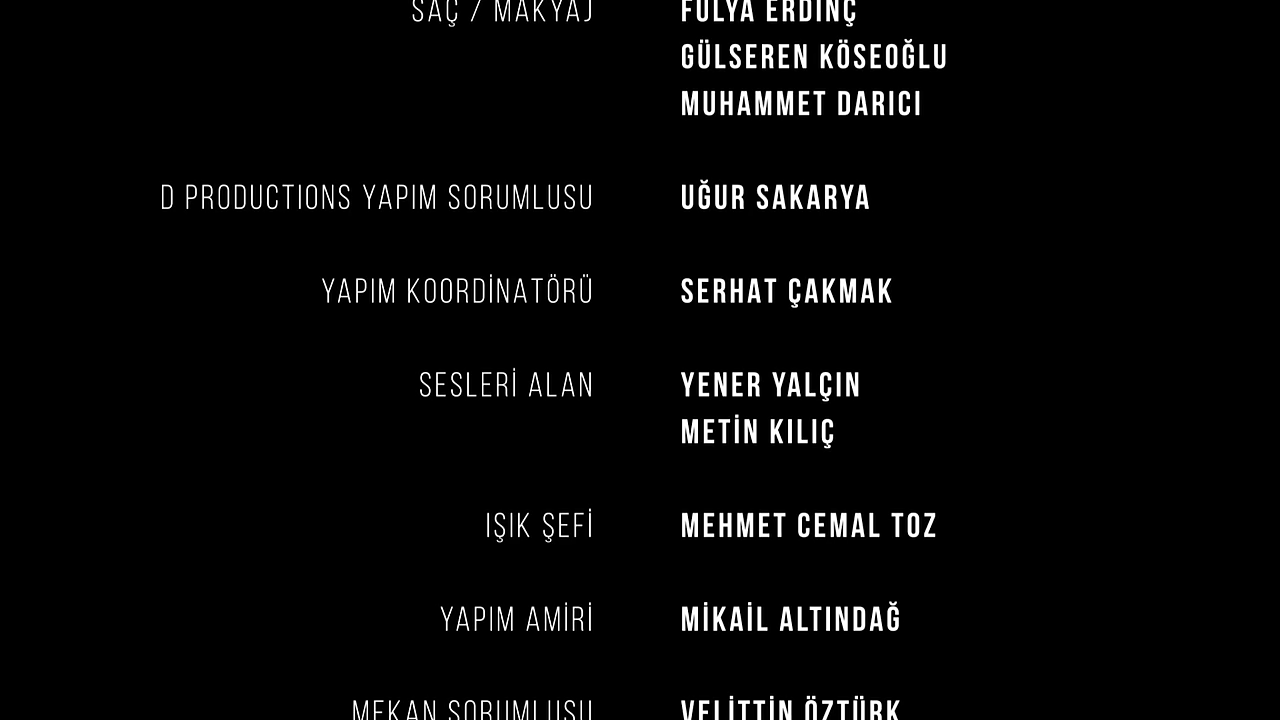 SAÇ / MAKYAJ FULYA ERDİNÇ
GÜLSEREN KÖSEOĞLU
MUHAMMET DARICI
D PRODUCTIONS YAPIM SORUMLUSU UĞUR SAKARYA
YAPIM KOORDİNATÖRÜ SERHAT ÇAKMAK
SESLERİ ALAN YENER YALÇIN
METİN KILIÇ
IŞIK ŞEFİ MEHMET CEMAL TOZ
YAPIM AMİRİ MİKAİL ALTINDAĞ
MEKAN SORUMLUSU VELİTTİN ÖZTÜRK